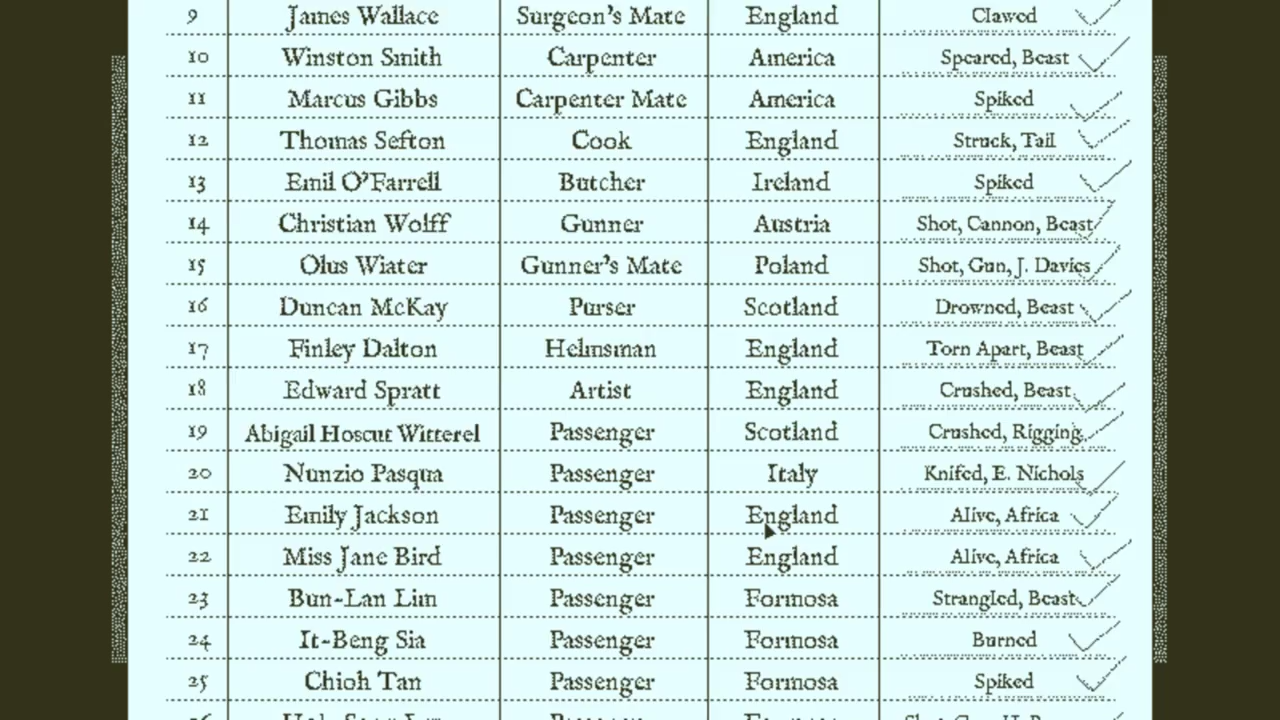 9 James Wallace Surgeon's Mate England Clawed
10 Winston Smith Carpenter America Speared, Beast
11 Marcus Gibbs Carpenter Mate America Spiked
12 Thomas Sefton Cook England Struck, Tail
13 Emil O'Farrell Butcher Ireland Spiked
14 Christian Wolff Gunner Austria Shot, Cannon, Beast
15 Olus Wiater Gunner's Mate Poland Shot, Gun, J. Davies
16 Duncan McKay Purser Scotland Drowned, Beast
17 Finley Dalton Helmsman England Torn Apart, Beast
18 Edward Spratt Artist England Crushed, Beast
19 Abigail Hoscut Witterel Passenger Scotland Crushed, Rigging
20 Nunzio Pasqua Passenger Italy Knifed, E. Nichols
21 Emily Jackson Passenger England Alive, Africa
22 Miss Jane Bird Passenger England Alive, Africa
23 Bun-Lan Lim Passenger Formosa Strangled, Beast
24 It-Beng Sia Passenger Formosa Burned
25 Chioh Tan Passenger Formosa Spiked